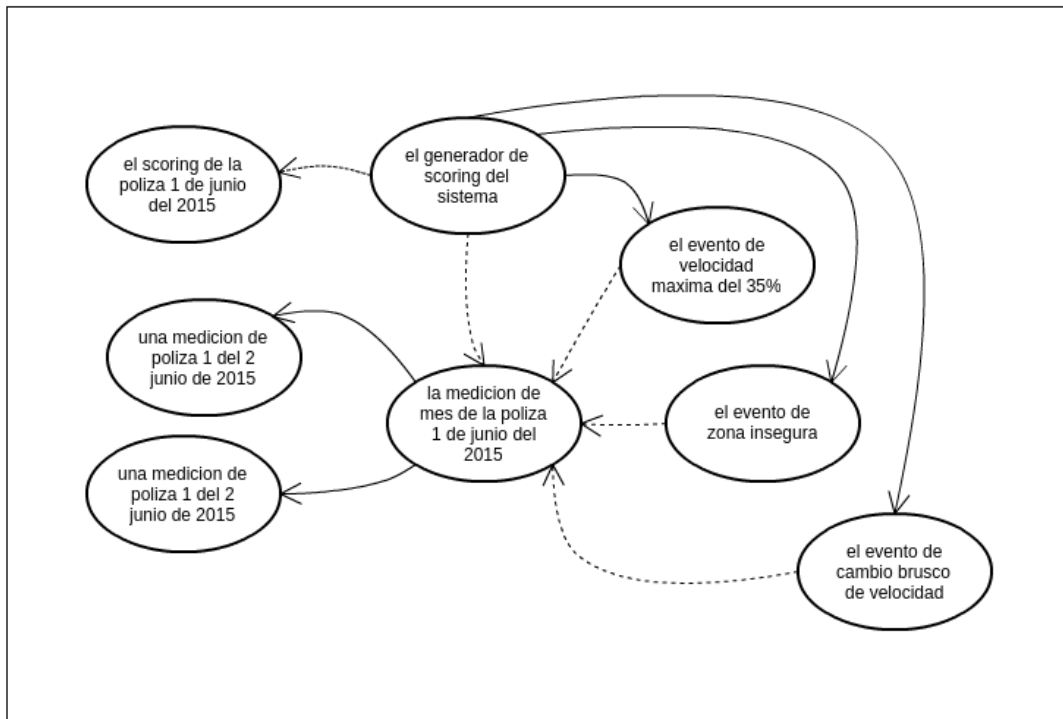 el scoring de la
poliza 1 de junio
del 2015
el generador de
scoring del
sistema
el evento de
velocidad
maxima del 35%
una medicion de
poliza 1 del 2
junio de 2015
la medicion de
mes de la poliza
1 de junio del
2015
el evento de
zona insegura
una medicion de
poliza 1 del 2
junio de 2015
el evento de
cambio brusco
de velocidad